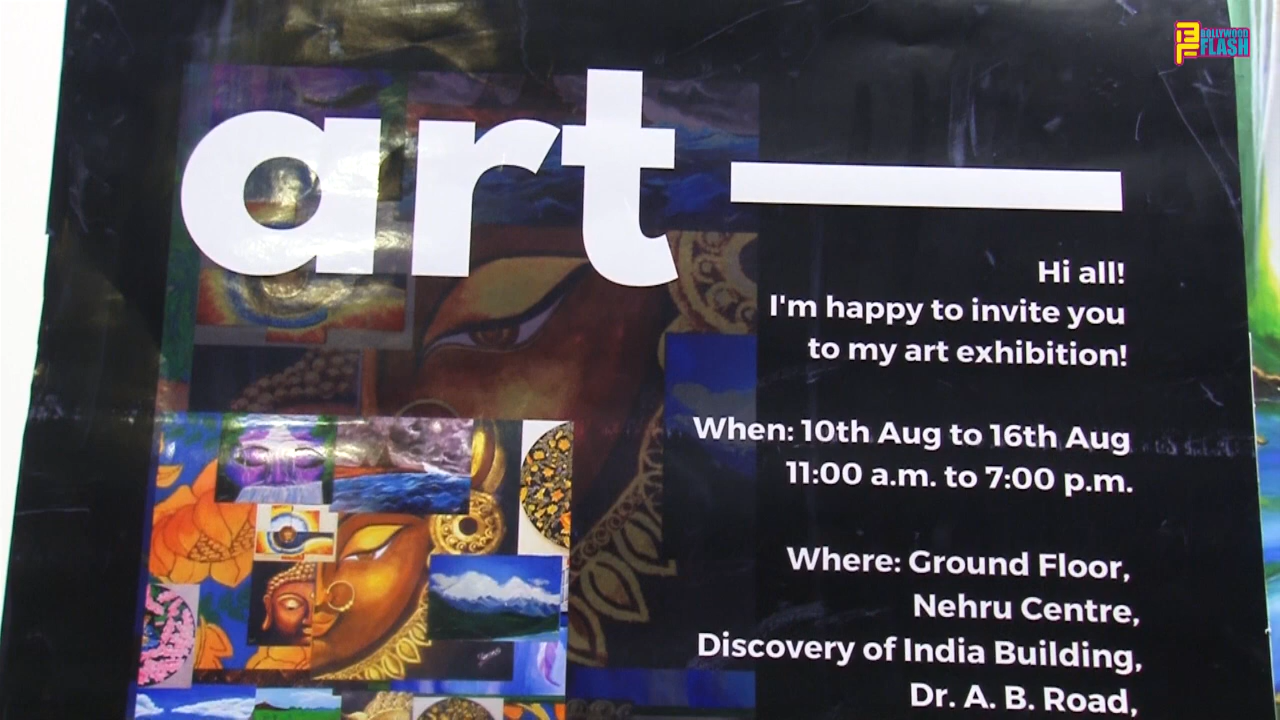 BOLLYWOOD
FLASH
art
Hi all!
I'm happy to invite you
to my art exhibition!
When: 10th Aug to 16th Aug
11:00 a.m. to 7:00 p.m.
Where: Ground Floor,
Nehru Centre,
Discovery of India Building,
Dr. A. B. Road,